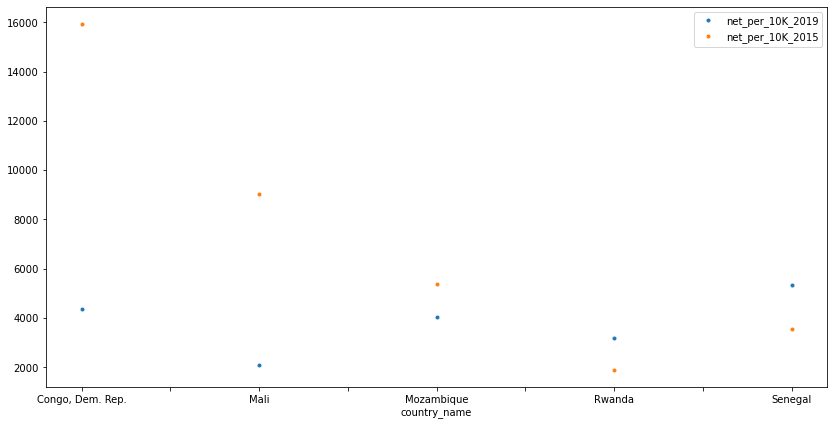 net_per_10K_2019
net_per_10K_2015
16000
14000
12000
10000
8000
6000
4000
2000
Congo, Dem. Rep. Mali Mozambique Rwanda Senegal
country_name